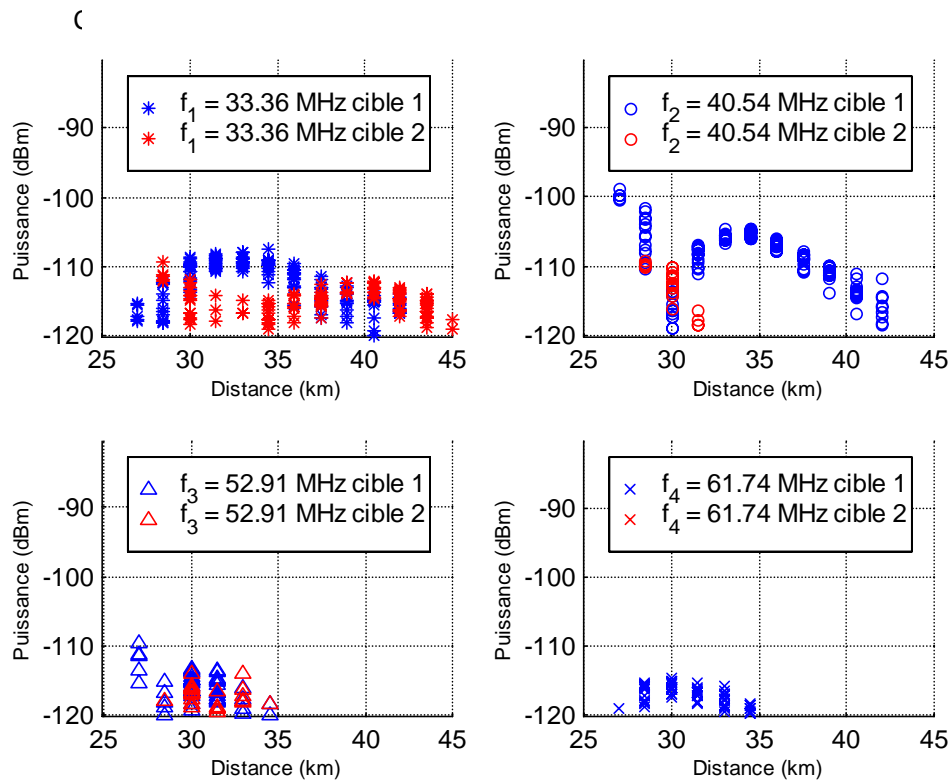 f1 = 33.36 MHz cible 1
f1 = 33.36 MHz cible 2
-90
-100
-110
-120
Puissance (dBm)
25 30 35 40 45
Distance (km)
f2 = 40.54 MHz cible 1
f2 = 40.54 MHz cible 2
-90
-100
-110
-120
Puissance (dBm)
25 30 35 40 45
Distance (km)
f3 = 52.91 MHz cible 1
f3 = 52.91 MHz cible 2
-90
-100
-110
-120
Puissance (dBm)
25 30 35 40 45
Distance (km)
f4 = 61.74 MHz cible 1
f4 = 61.74 MHz cible 2
-90
-100
-110
-120
Puissance (dBm)
25 30 35 40 45
Distance (km)